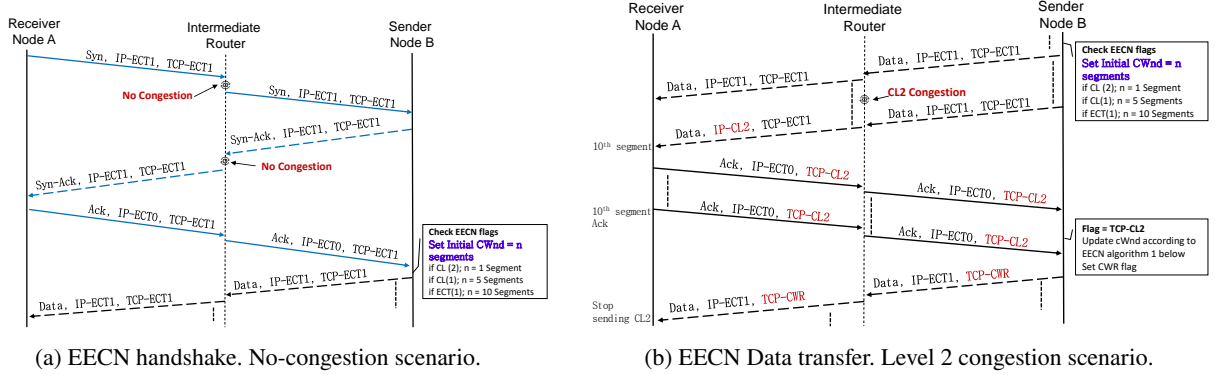 Receiver
Node A
Intermediate
Router
Sender
Node B
Syn, IP-ECT1, TCP-ECT1
No Congestion
Syn, IP-ECT1, TCP-ECT1
Syn-Ack, IP-ECT1, TCP-ECT1
No Congestion
Syn-Ack, IP-ECT1, TCP-ECT1
Ack, IP-ECT0, TCP-ECT1
Ack, IP-ECT0, TCP-ECT1
Check EECN flags
Set Initial CWnd = n
segments
if CL (2); n = 1 Segment
if CL(1); n = 5 Segments
if ECT(1); n = 10 Segments
Data, IP-ECT1, TCP-ECT1
Data, IP-ECT1, TCP-ECT1
(a) EECN handshake. No-congestion scenario.
Receiver
Node A
Intermediate
Router
Sender
Node B
Check EECN flags
Set Initial CWnd = n
segments
if CL (2); n = 1 Segment
if CL(1); n = 5 Segments
if ECT(1); n = 10 Segments
Data, IP-ECT1, TCP-ECT1
Data, IP-ECT1, TCP-ECT1
CL2 Congestion
Data, IP-ECT1, TCP-ECT1
Data, IP-CL2, TCP-ECT1
10th segment
Ack, IP-ECT0, TCP-CL2
Ack, IP-ECT0, TCP-CL2
10th segment
Ack
Ack, IP-ECT0, TCP-CL2
Ack, IP-ECT0, TCP-CL2
Flag = TCP-CL2
Update cWnd according to
EECN algorithm 1 below
Set CWR flag
Data, IP-ECT1, TCP-CWR
Data, IP-ECT1, TCP-CWR
Stop
sending CL2
(b) EECN Data transfer. Level 2 congestion scenario.